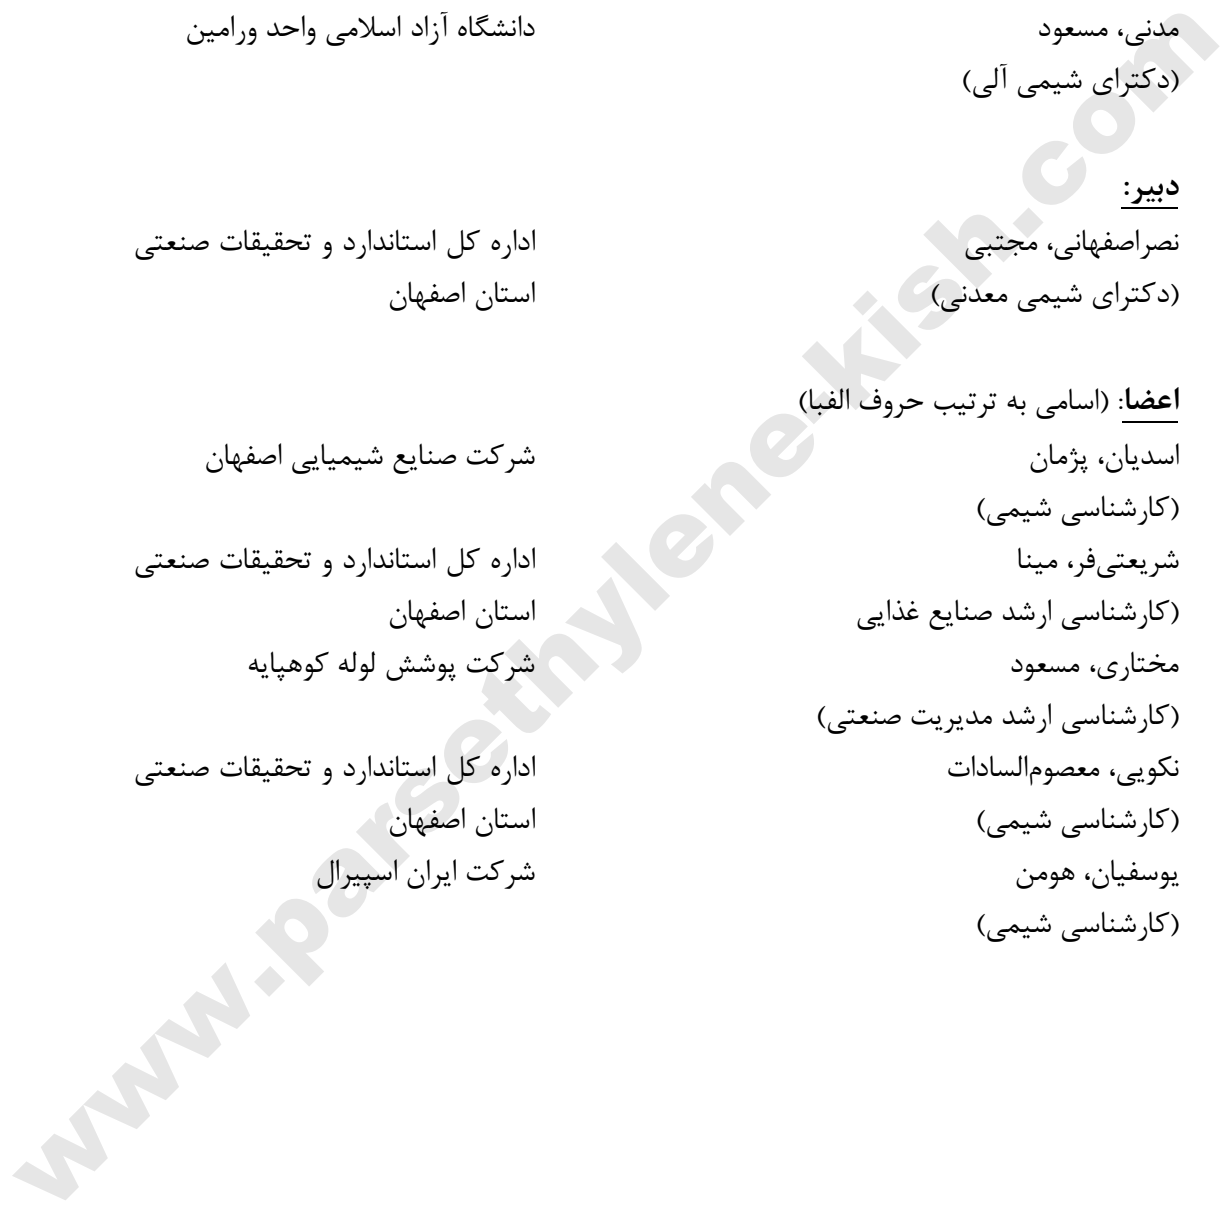 مدنی، مسعود دانشگاه آزاد اسلامی واحد ورامین
(دکترای شیمی آلی)
دبیر:
نصراصفهانی، مجتبی اداره کل استاندارد و تحقیقات صنعتی
(دکترای شیمی معدنی) استان اصفهان
اعضا: (اسامی به ترتیب حروف الفبا)
اسدیان، پژمان شرکت صنایع شیمیایی اصفهان
(کارشناسی شیمی)
شریعتی‌فر، مینا اداره کل استاندارد و تحقیقات صنعتی
(کارشناسی ارشد صنایع غذایی استان اصفهان
مختاری، مسعود شرکت پوشش لوله کوهپایه
(کارشناسی ارشد مدیریت صنعتی)
نکویی، معصوم‌السادات اداره کل استاندارد و تحقیقات صنعتی
(کارشناسی شیمی) استان اصفهان
یوسفیان، هومن شرکت ایران اسپیرال
(کارشناسی شیمی)
www.parsethylene-kish.com